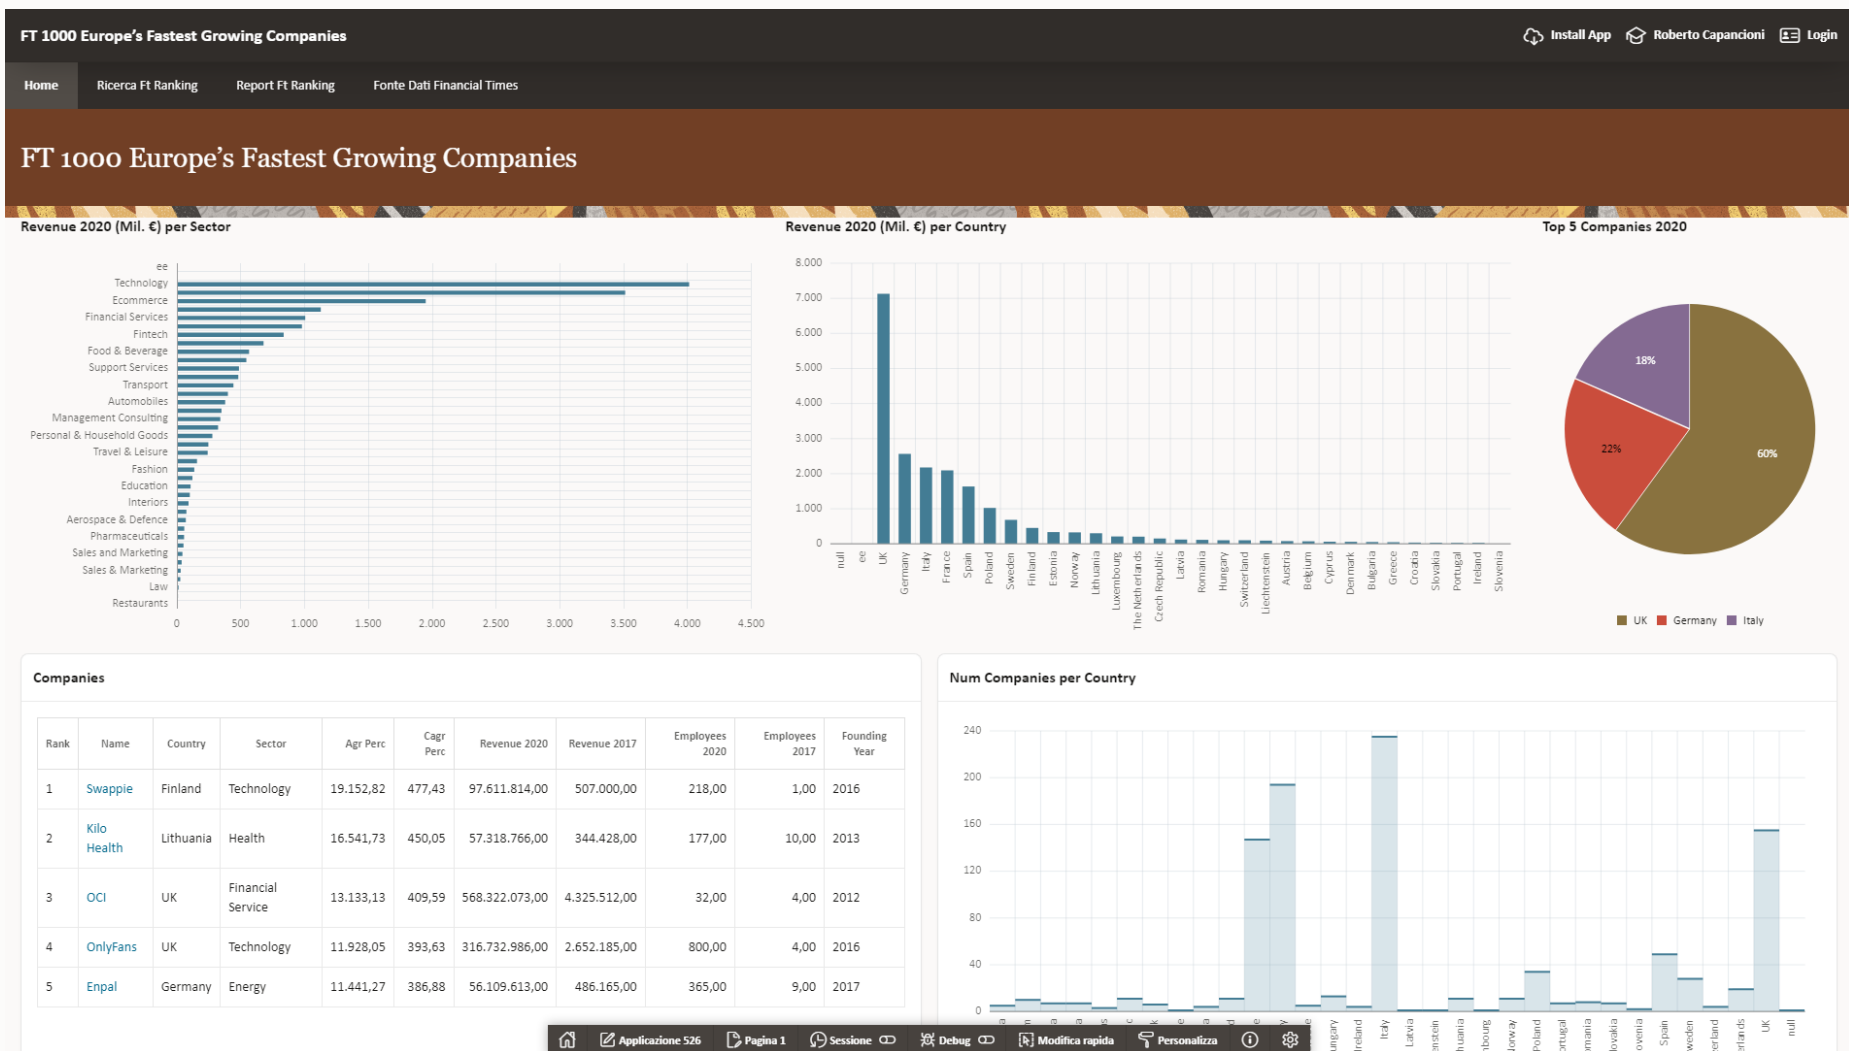 FT 1000 Europe's Fastest Growing Companies
Install App
Roberto Capancioni
Login
Home
Ricerca Ft Ranking
Report Ft Ranking
Fonte Dati Financial Times
FT 1000 Europe's Fastest Growing Companies
Revenue 2020 (Mil. €) per Sector
ee
Technology
Ecommerce
Financial Services
Fintech
Food & Beverage
Support Services
Transport
Automobiles
Management Consulting
Personal & Household Goods
Travel & Leisure
Fashion
Education
Interiors
Aerospace & Defence
Pharmaceuticals
Sales and Marketing
Sales & Marketing
Law
Restaurants
0 500 1.000 1.500 2.000 2.500 3.000 3.500 4.000 4.500
Revenue 2020 (Mil. €) per Country
8.000
7.000
6.000
5.000
4.000
3.000
2.000
1.000
0
null
ee
UK
Germany
Italy
France
Spain
Poland
Sweden
Finland
Estonia
Norway
Lithuania
Luxembourg
The Netherlands
Czech Republic
Latvia
Romania
Hungary
Switzerland
Liechtenstein
Austria
Belgium
Cyprus
Denmark
Bulgaria
Greece
Croatia
Slovakia
Portugal
Ireland
Slovenia
Top 5 Companies 2020
18%
22%
60%
UK Germany Italy
Companies
Rank Name Country Sector Agr Perc Cagr Perc Revenue 2020 Revenue 2017 Employees 2020 Employees 2017 Founding Year
1 Swappie Finland Technology 19.152,82 477,43 97.611.814,00 507.000,00 218,00 1,00 2016
2 Kilo Health Lithuania Health 16.541,73 450,05 57.318.766,00 344.428,00 177,00 10,00 2013
3 OCI UK Financial Service 13.133,13 409,59 568.322.073,00 4.325.512,00 32,00 4,00 2012
4 OnlyFans UK Technology 11.928,05 393,63 316.732.986,00 2.652.185,00 800,00 4,00 2016
5 Enpal Germany Energy 11.441,27 386,88 56.109.613,00 486.165,00 365,00 9,00 2017
Num Companies per Country
240
200
160
120
80
40
0
ungary
reland
Italy
Latvia
enstein
uania
nbourg
Norway
Poland
ortugal
mania
ovakia
ovenia
Spain
weden
erland
erlands
UK
null
Applicazione 526
Pagina 1
Sessione
Debug
Modifica rapida
Personalizza